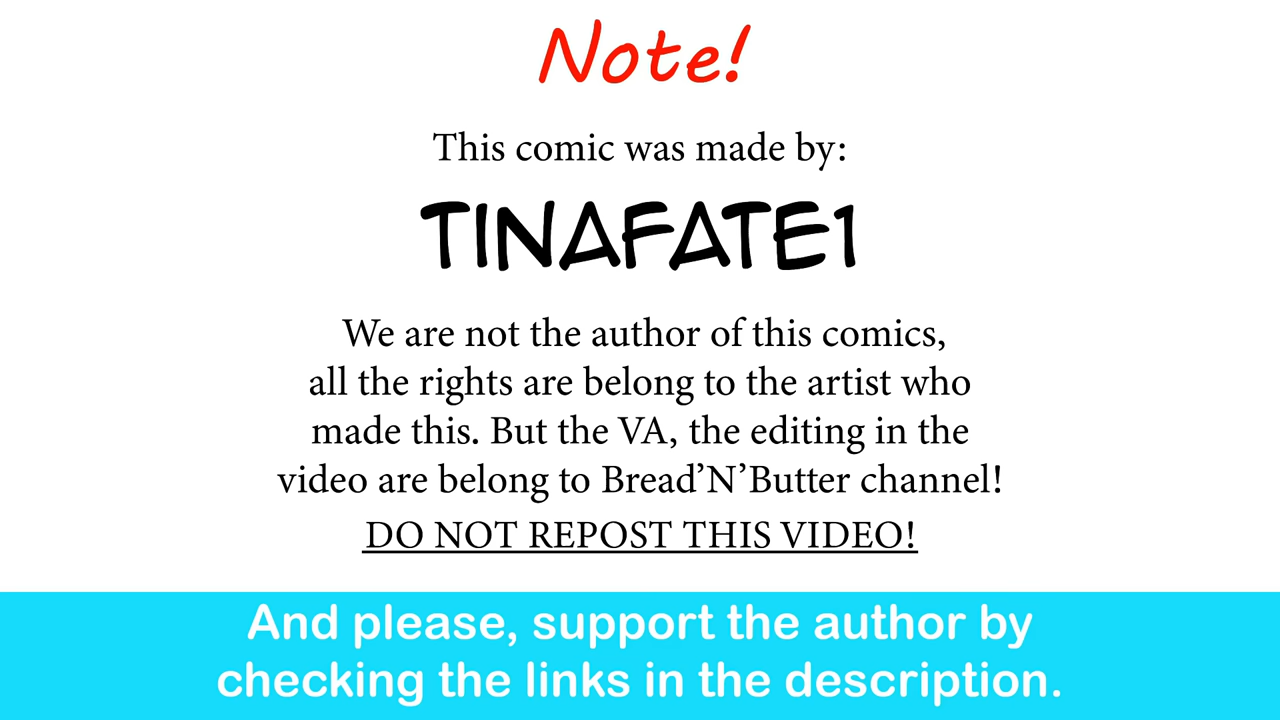 Note!
This comic was made by:
TINAFATE1
We are not the author of this comics,
all the rights are belong to the artist who
made this. But the VA, the editing in the
video are belong to Bread’N’Butter channel!
DO NOT REPOST THIS VIDEO!
And please, support the author by
checking the links in the description.